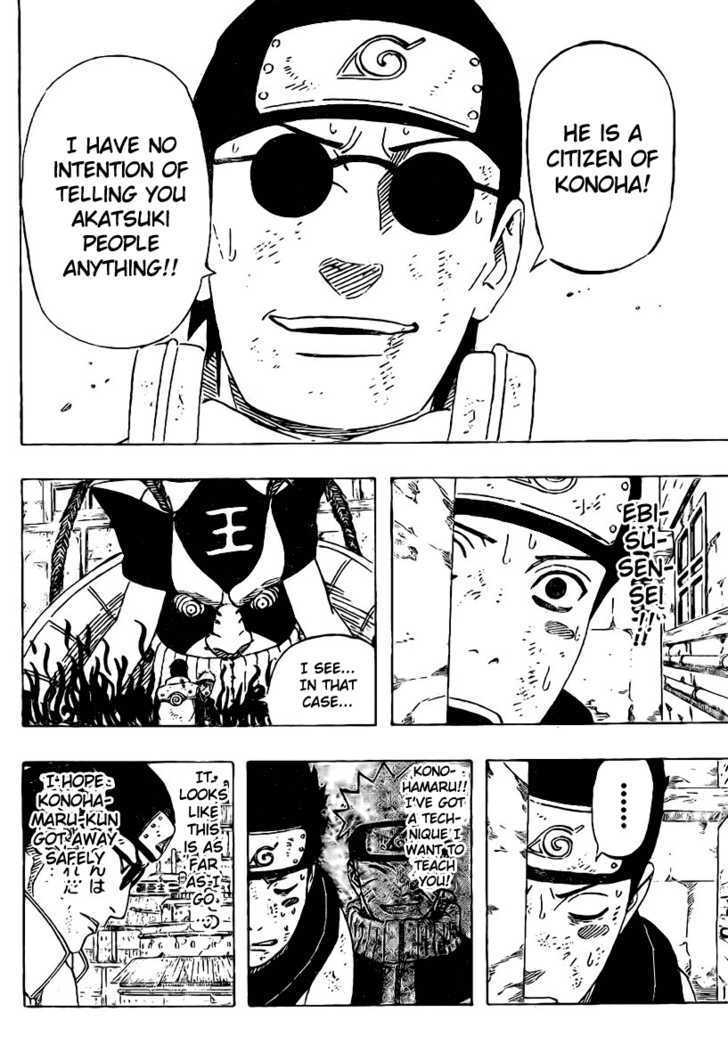 HE IS A
CITIZEN OF
KONOHA!
I HAVE NO
INTENTION OF
TELLING YOU
AKATSUKI
PEOPLE
ANYTHING!!
EBI-
SU-
SEN-
SEI
!!
王
I SEE...
IN THAT
CASE...
......
KONO-
HAMARU!!
I'VE GOT
A TECH-
NIQUE I
WANT TO
TEACH
YOU!
IT
LOOKS
LIKE
THIS
IS AS
FAR
AS I
GO...
I HOPE
KONOHA-
MARU-KUN
GOT AWAY
SAFELY